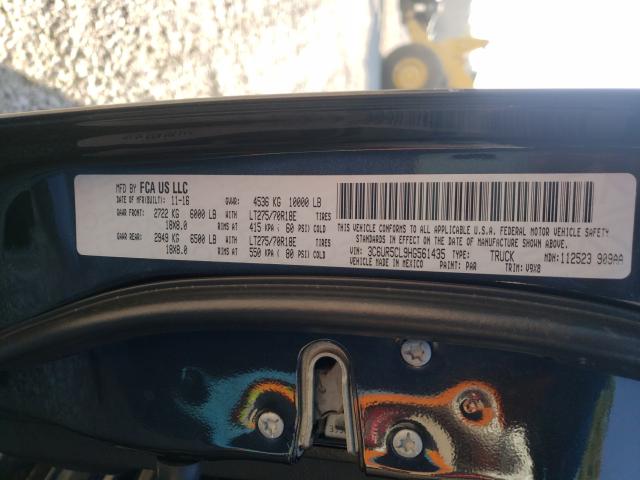 MFD BY FCA US LLC
DATE OF MFR(BUILT): 11-16 GVWR: 4536 KG 10000 LB
GAWR FRONT: 2722 KG 6000 LB WITH LT275/70R18E TIRES
18X8.0 RIMS AT 415 KPA ( 60 PSI) COLD
GAWR REAR: 2949 KG 6500 LB WITH LT275/70R18E TIRES
18X8.0 RIMS AT 550 KPA ( 80 PSI) COLD
THIS VEHICLE CONFORMS TO ALL APPLICABLE U.S.A. FEDERAL MOTOR VEHICLE SAFETY
STANDARDS IN EFFECT ON THE DATE OF MANUFACTURE SHOWN ABOVE.
VIN: 3C6UR5CL9HG561435 TYPE: TRUCK MDH: 112523 909AA
VEHICLE MADE IN MEXICO PAINT: PAR TRIM: V9X8